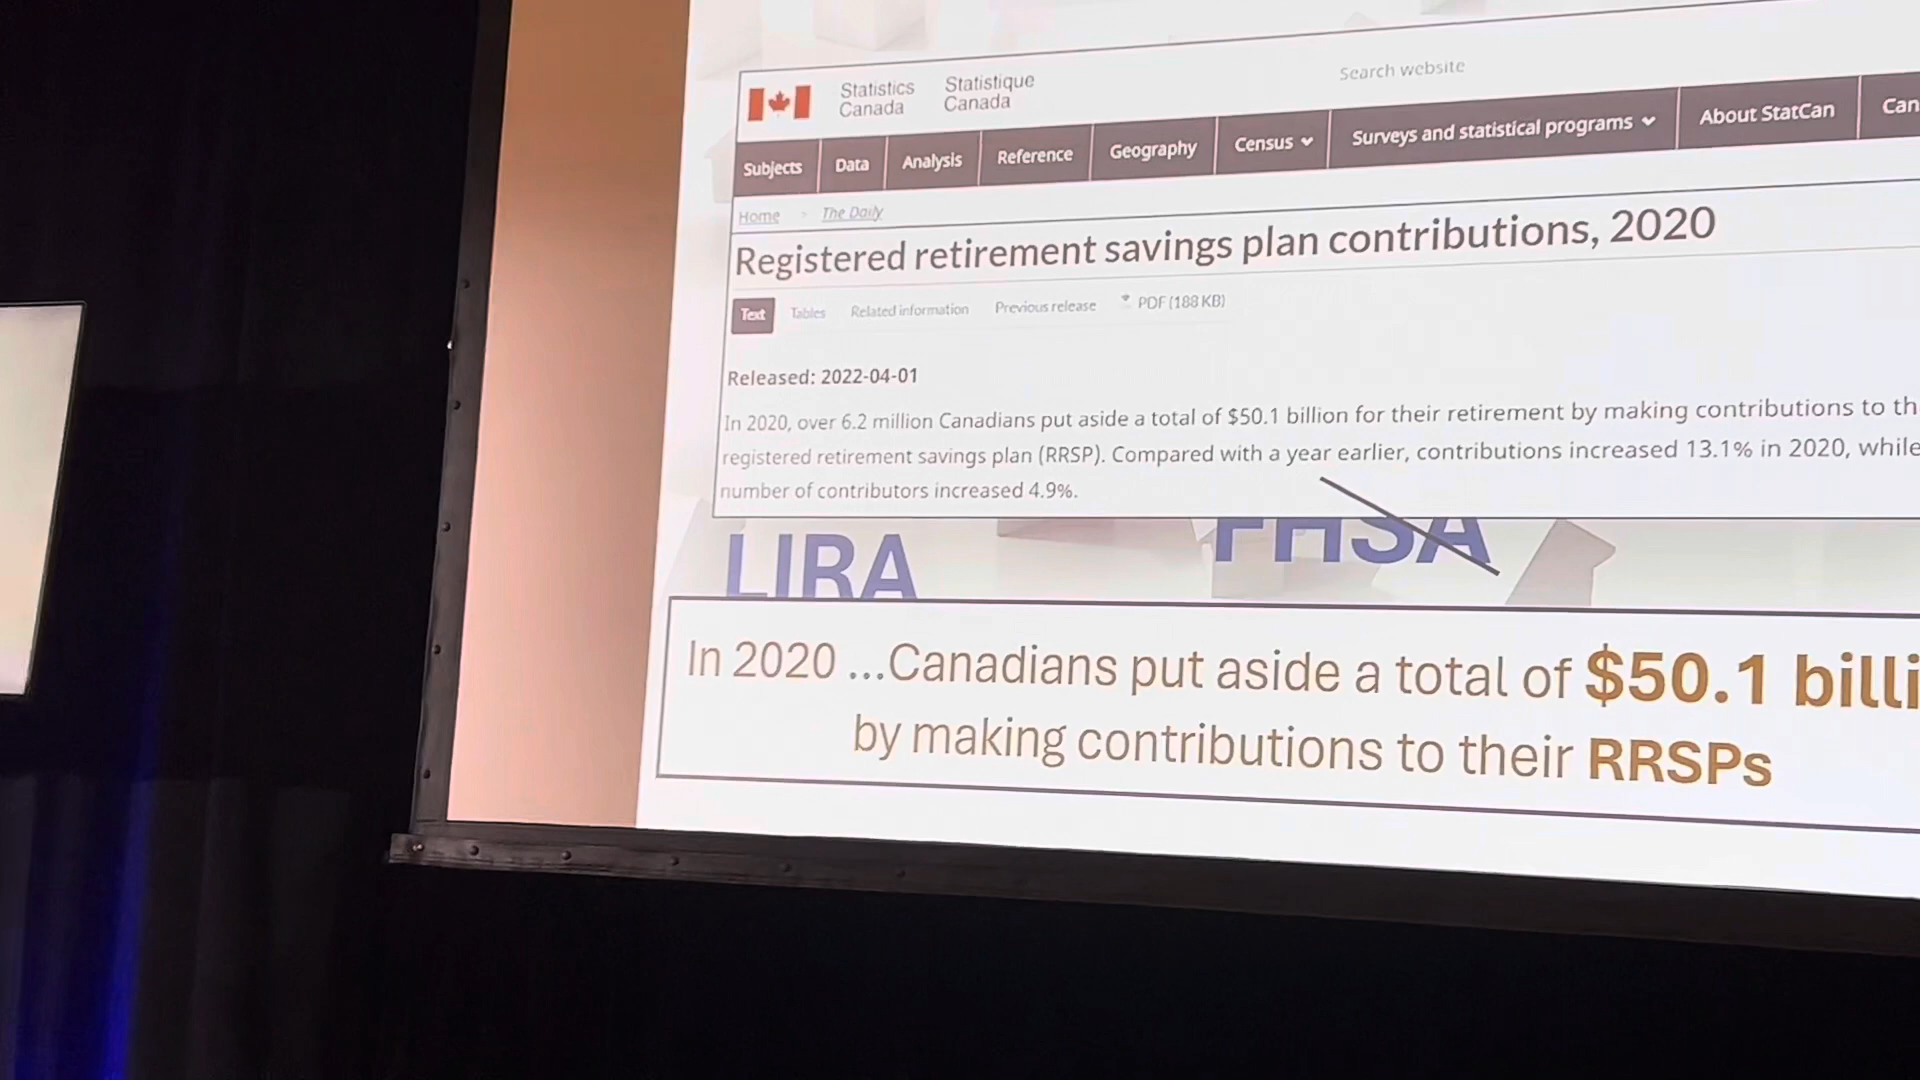 Statistics Canada
Statistique Canada
Search website
Subjects Data Analysis Reference Geography Census Surveys and statistical programs About StatCan Can
Home > The Daily
Registered retirement savings plan contributions, 2020
Text Tables Related information Previous release PDF (188 KB)
Released: 2022-04-01
In 2020, over 6.2 million Canadians put aside a total of $50.1 billion for their retirement by making contributions to th
registered retirement savings plan (RRSP). Compared with a year earlier, contributions increased 13.1% in 2020, while
number of contributors increased 4.9%.
LIRA FHSA
In 2020 ...Canadians put aside a total of $50.1 billi
by making contributions to their RRSPs